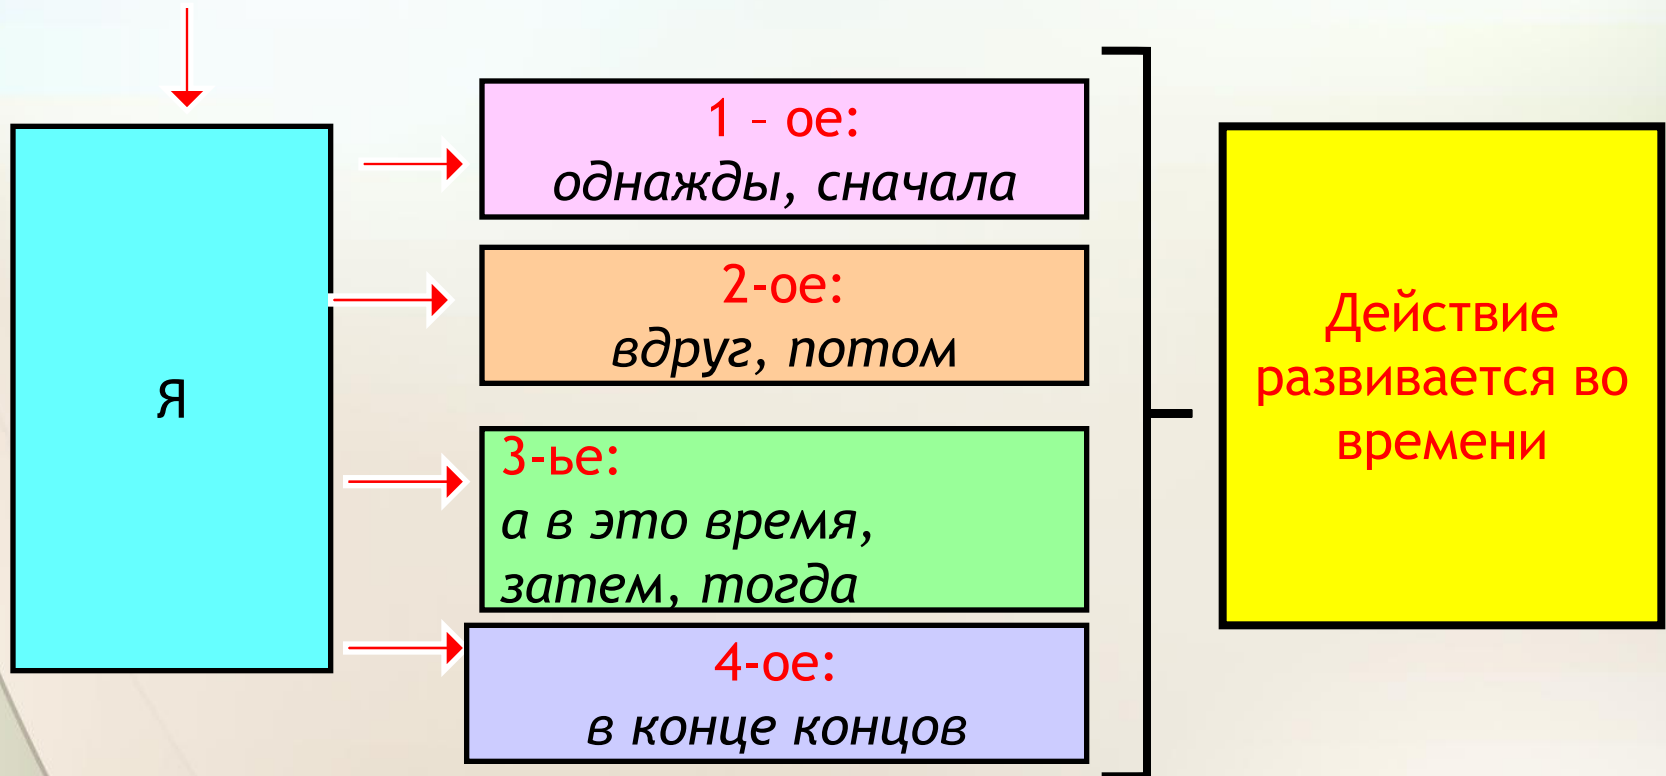 Я
1 – ое:
однажды, сначала
2-ое:
вдруг, потом
3-ье:
а в это время,
затем, тогда
4-ое:
в конце концов
Действие
развивается во
времени